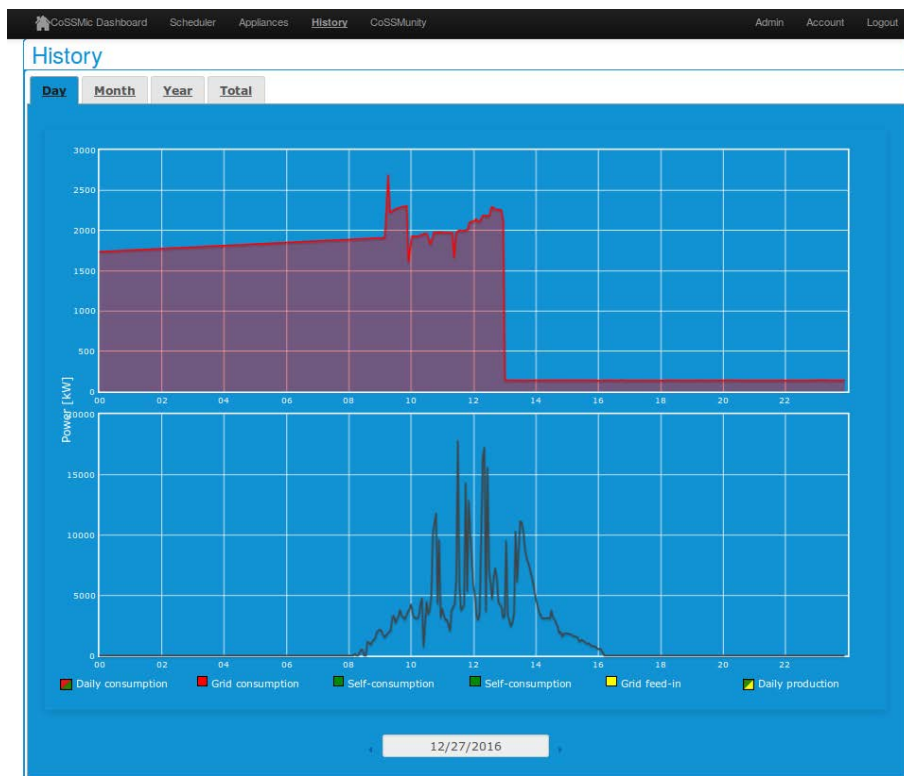 CoSSMic Dashboard Scheduler Appliances History CoSSMunity Admin Account Logout
History
Day Month Year Total
3000
2500
2000
1500
1000
500
0
00 02 04 06 08 10 12 14 16 18 20 22
Power [kW]
20000
15000
10000
5000
0
00 02 04 06 08 10 12 14 16 18 20 22
Daily consumption Grid consumption Self-consumption Self-consumption Grid feed-in Daily production
12/27/2016